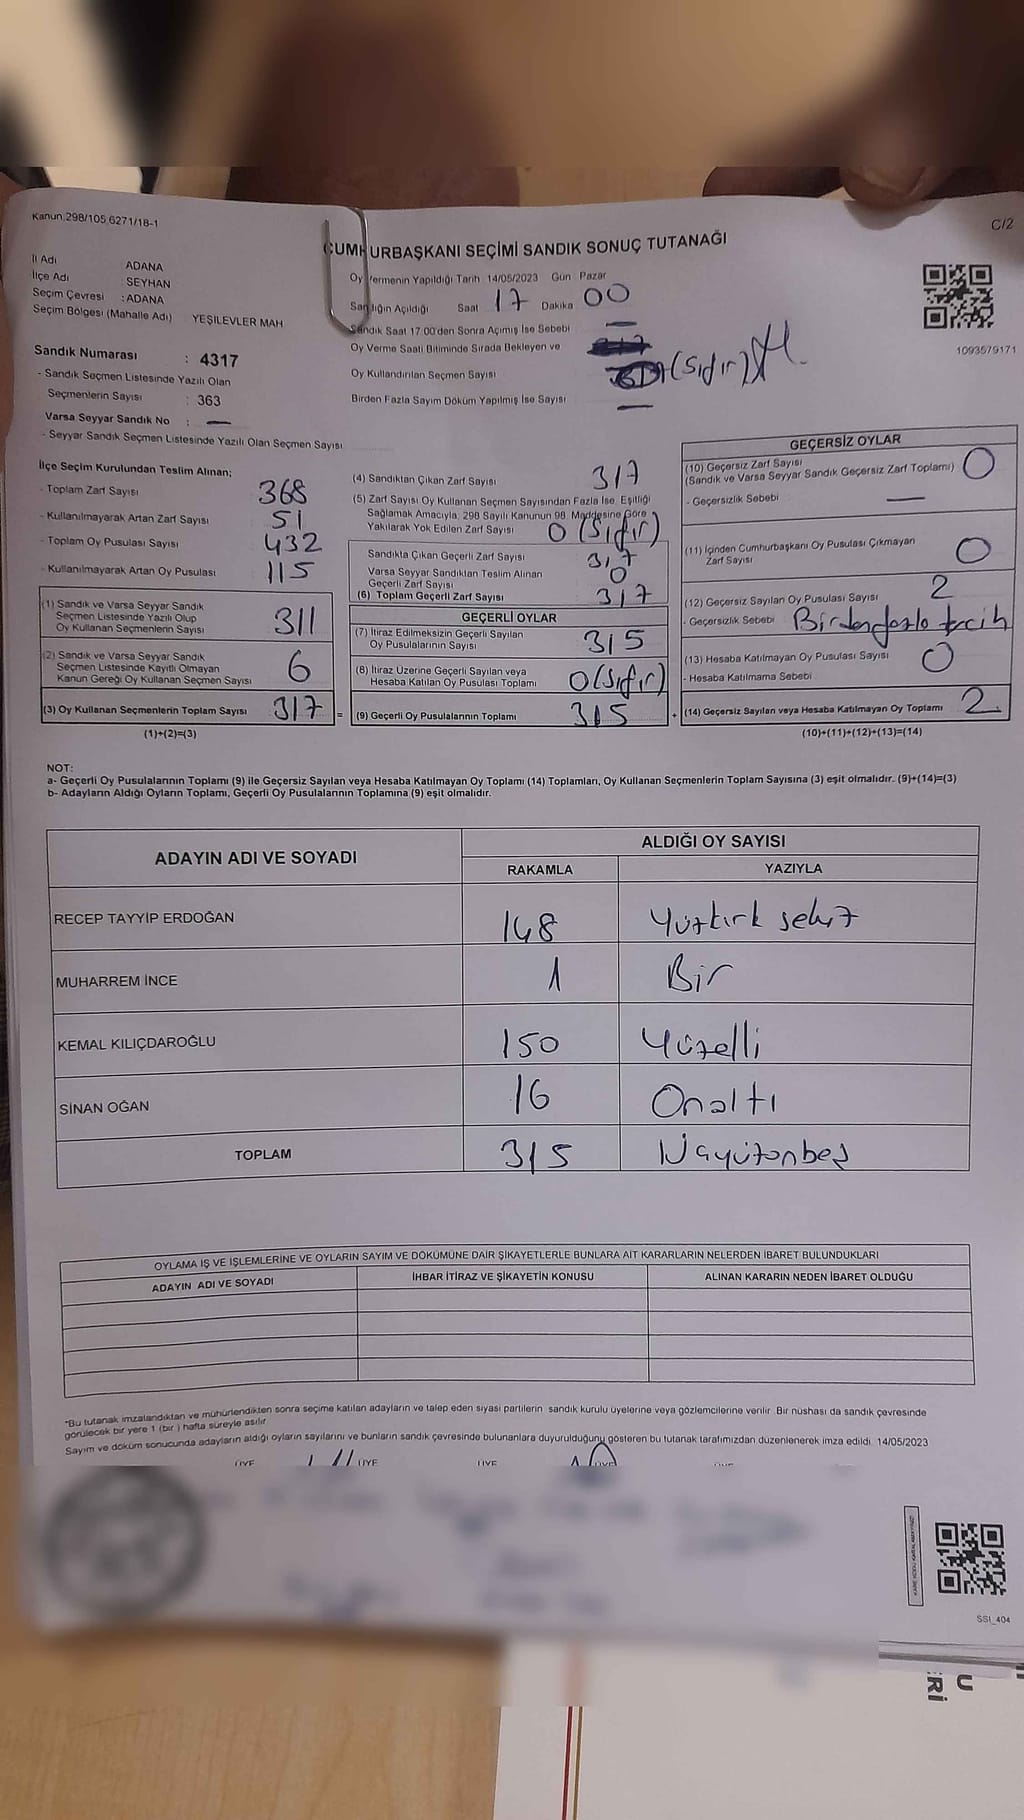 Kanun 298/105 6271/18-1
C/2
CUMHURBAŞKANI SEÇİMİ SANDIK SONUÇ TUTANAĞI
İl Adı : ADANA
İlçe Adı : SEYHAN
Seçim Çevresi : ADANA
Seçim Bölgesi (Mahalle Adı) YEŞİLEVLER MAH
Sandık Numarası : 4317
- Sandık Seçmen Listesinde Yazılı Olan
Seçmenlerin Sayısı : 363
Varsa Seyyar Sandık No : —
- Seyyar Sandık Seçmen Listesinde Yazılı Olan Seçmen Sayısı
Oy Vermenin Yapıldığı Tarih 14/05/2023 Gün Pazar
Sandığın Açıldığı Saat 17 Dakika 00
Sandık Saat 17:00'den Sonra Açımış İse Sebebi —
Oy Verme Saati Bitiminde Sırada Bekleyen ve
Oy Kullandırılan Seçmen Sayısı (Sıfır)
Birden Fazla Sayım Döküm Yapılmış İse Sayısı —
1093579171
İlçe Seçim Kurulundan Teslim Alınan;
- Toplam Zarf Sayısı 368
- Kullanılmayarak Artan Zarf Sayısı 51
- Toplam Oy Pusulası Sayısı 432
- Kullanılmayarak Artan Oy Pusulası 115
(1) Sandık ve Varsa Seyyar Sandık
Seçmen Listesinde Yazılı Olup
Oy Kullanan Seçmenlerin Sayısı 311
(2) Sandık ve Varsa Seyyar Sandık
Seçmen Listesinde Kayıtlı Olmayan
Kanun Gereği Oy Kullanan Seçmen Sayısı 6
(3) Oy Kullanan Seçmenlerin Toplam Sayısı 317 =
(1)+(2)=(3)
(4) Sandıktan Çıkan Zarf Sayısı 317
(5) Zarf Sayısı Oy Kullanan Seçmen Sayısından Fazla İse, Eşitliği
Sağlamak Amacıyla, 298 Sayılı Kanunun 98. Maddesine Göre
Yakılarak Yok Edilen Zarf Sayısı 0 (Sıfır)
Sandıkta Çıkan Geçerli Zarf Sayısı 317
Varsa Seyyar Sandıktan Teslim Alınan
Geçerli Zarf Sayısı 0
(6) Toplam Geçerli Zarf Sayısı 317
GEÇERLİ OYLAR
(7) İtiraz Edilmeksizin Geçerli Sayılan
Oy Pusulalarının Sayısı 315
(8) İtiraz Üzerine Geçerli Sayılan veya
Hesaba Katılan Oy Pusulası Toplamı 0 (Sıfır)
(9) Geçerli Oy Pusulalarının Toplamı 315 +
GEÇERSİZ OYLAR
(10) Geçersiz Zarf Sayısı
(Sandık ve Varsa Seyyar Sandık Geçersiz Zarf Toplamı) 0
- Geçersizlik Sebebi —
(11) İçinden Cumhurbaşkanı Oy Pusulası Çıkmayan
Zarf Sayısı 0
(12) Geçersiz Sayılan Oy Pusulası Sayısı 2
- Geçersizlik Sebebi Birden fazla tercih
(13) Hesaba Katılmayan Oy Pusulası Sayısı 0
- Hesaba Katılmama Sebebi
(14) Geçersiz Sayılan veya Hesaba Katılmayan Oy Toplamı 2
(10)+(11)+(12)+(13)=(14)
NOT:
a- Geçerli Oy Pusulalarının Toplamı (9) ile Geçersiz Sayılan veya Hesaba Katılmayan Oy Toplamı (14) Toplamları, Oy Kullanan Seçmenlerin Toplam Sayısına (3) eşit olmalıdır. (9)+(14)=(3)
b- Adayların Aldığı Oyların Toplamı, Geçerli Oy Pusulalarının Toplamına (9) eşit olmalıdır.
ADAYIN ADI VE SOYADI ALDIĞI OY SAYISI
RAKAMLA YAZIYLA
RECEP TAYYİP ERDOĞAN 148 Yüzkırk sekiz
MUHARREM İNCE 1 Bir
KEMAL KILIÇDAROĞLU 150 Yüzelli
SİNAN OĞAN 16 Onaltı
TOPLAM 315 Üçyüzonbeş
OYLAMA İŞ VE İŞLEMLERİNE VE OYLARIN SAYIM VE DÖKÜMÜNE DAİR ŞİKAYETLERLE BUNLARA AİT KARARLARIN NELERDEN İBARET BULUNDUKLARI
ADAYIN ADI VE SOYADI İHBAR İTİRAZ VE ŞİKAYETİN KONUSU ALINAN KARARIN NEDEN İBARET OLDUĞU
*Bu tutanak imzalandıktan ve mühürlendikten sonra seçime katılan adayların ve talep eden siyasi partilerin sandık kurulu üyelerine veya gözlemcilerine verilir. Bir nüshası da sandık çevresinde
görülecek bir yere 1 (bir) hafta süreyle asılır
Sayım ve döküm sonucunda adayların aldığı oyların sayılarını ve bunların sandık çevresinde bulunanlara duyurulduğunu gösteren bu tutanak tarafımızdan düzenlenerek imza edildi. 14/05/2023
ÜYE ÜYE ÜYE ÜYE
SSI_404
U